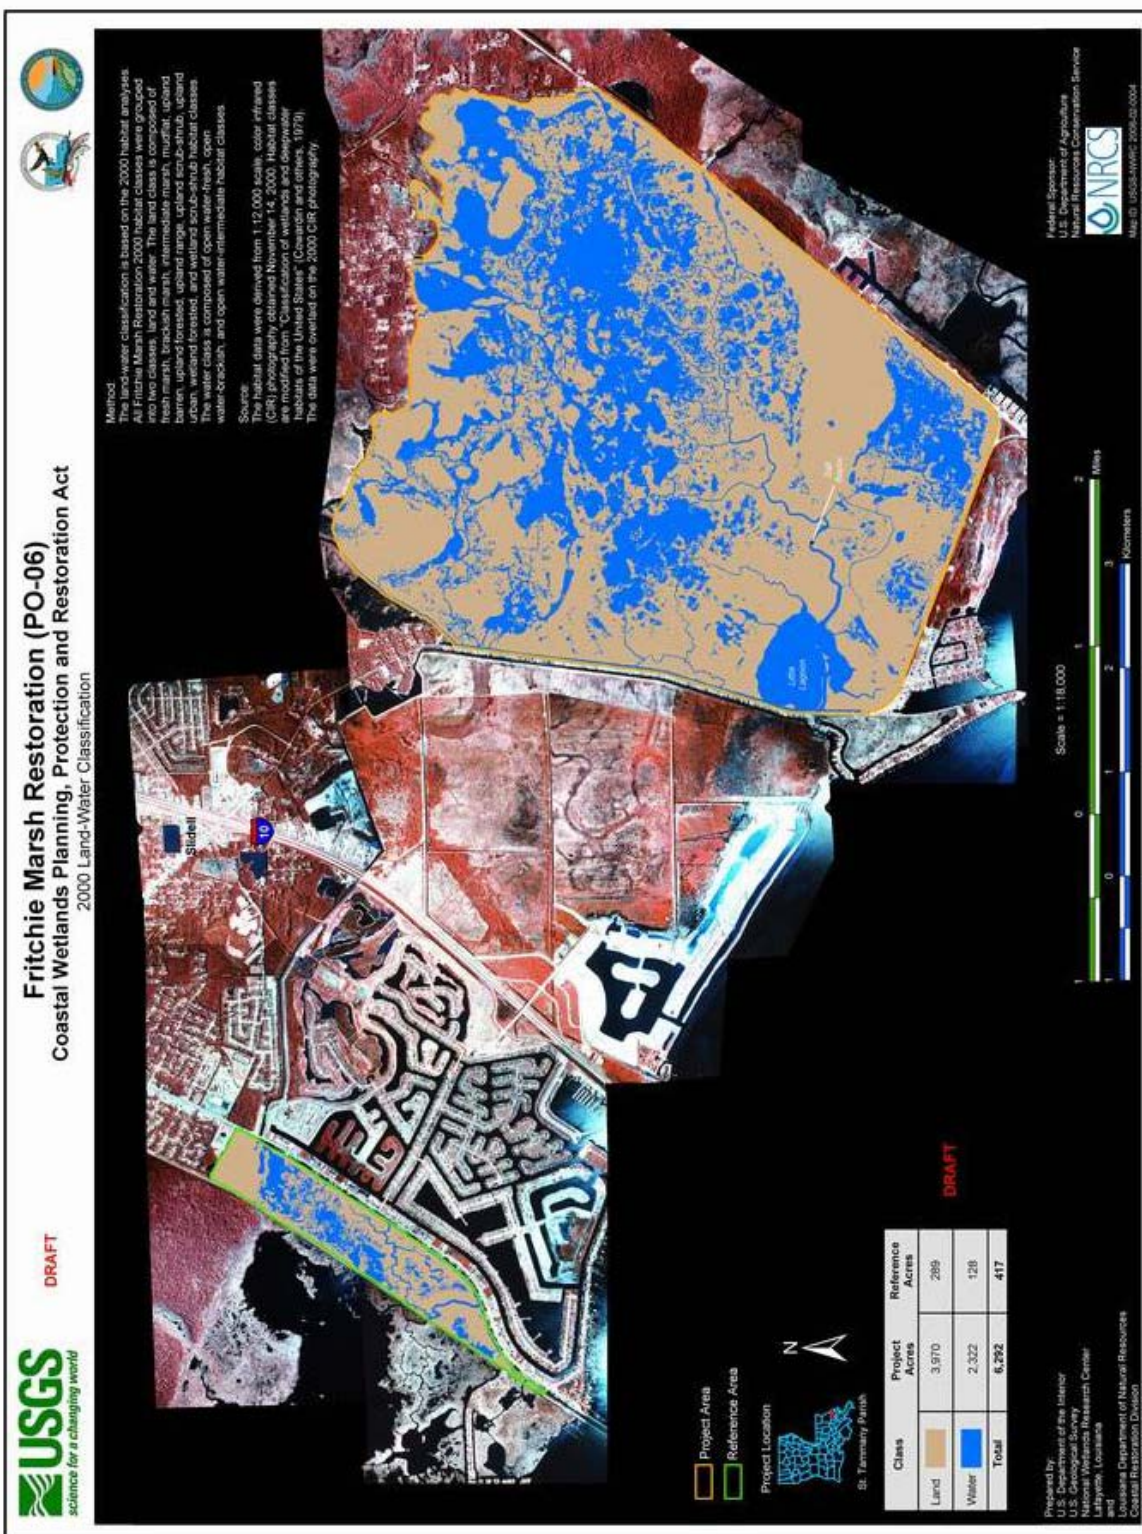 USGS
science for a changing world
DRAFT
Fritchie Marsh Restoration (PO-06)
Coastal Wetlands Planning, Protection and Restoration Act
2000 Land-Water Classification
Method:
The land-water classification is based on the 2000 habitat analyses.
All Fritchie Marsh Restoration 2000 habitat classes were grouped
into two classes, land and water. The land class is composed of
fresh marsh, brackish marsh, intermediate marsh, mudflat, upland
barren, upland forested, upland range, upland scrub-shrub, upland
urban, wetland forested, and wetland scrub-shrub habitat classes.
The water class is composed of open water-fresh, open
water-brackish, and open water-intermediate habitat classes.
Source:
The habitat data were derived from 1:12,000 scale, color infrared
(CIR) photography obtained November 14, 2000. Habitat classes
are modified from "Classification of wetlands and deepwater
habitats of the United States" (Cowardin and others, 1979).
The data were overlaid on the 2000 CIR photography.
Slidell
10
Lagoon
Project Area
Reference Area
Project Location
N
St. Tammany Parish
Class Project Acres Reference Acres
Land 3,970 289
Water 2,322 128
Total 6,292 417
DRAFT
Prepared by:
U.S. Department of the Interior
U.S. Geological Survey
National Wetlands Research Center
Lafayette, Louisiana
and
Louisiana Department of Natural Resources
Coastal Restoration Division
Scale = 1:18,000
1 0 1 2 Miles
1 0 1 2 3 Kilometers
Federal Sponsor:
U.S. Department of Agriculture
Natural Resources Conservation Service
NRCS